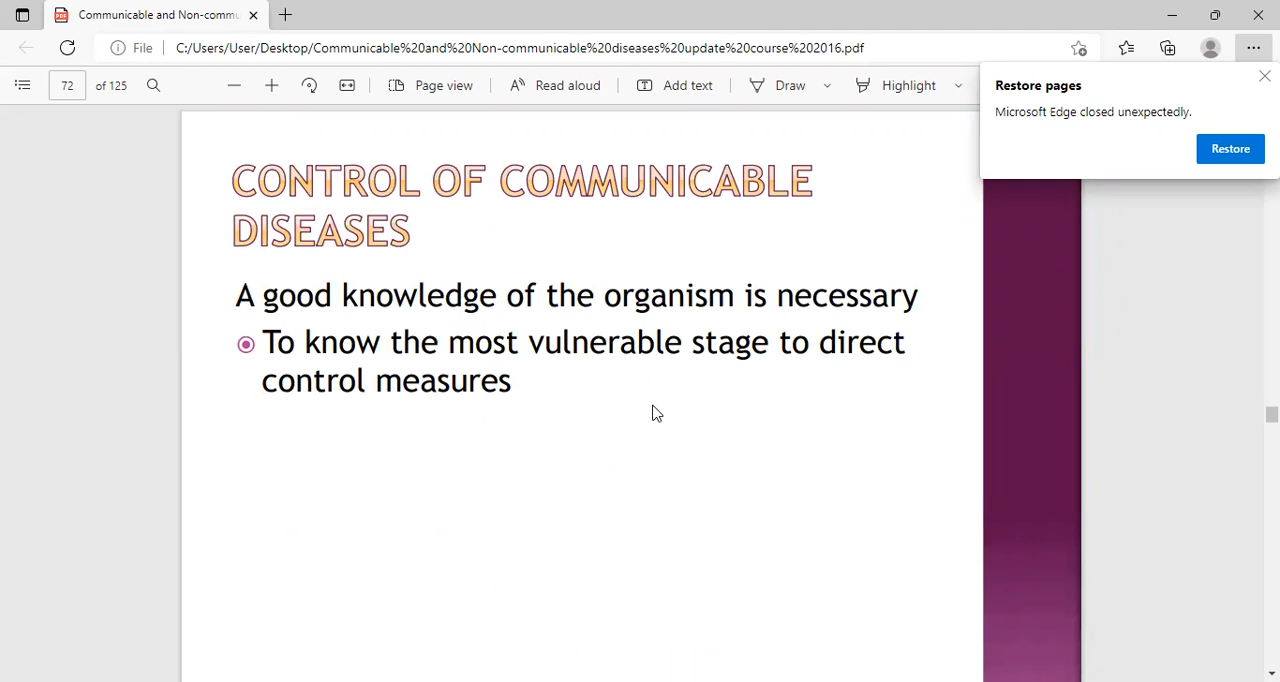 Communicable and Non-commu
File
C:/Users/User/Desktop/Communicable%20and%20Non-communicable%20diseases%20update%20course%202016.pdf
72 of 125
Page view
Read aloud
Add text
Draw
Highlight
Restore pages
Microsoft Edge closed unexpectedly.
Restore
CONTROL OF COMMUNICABLE
DISEASES
A good knowledge of the organism is necessary
To know the most vulnerable stage to direct
control measures